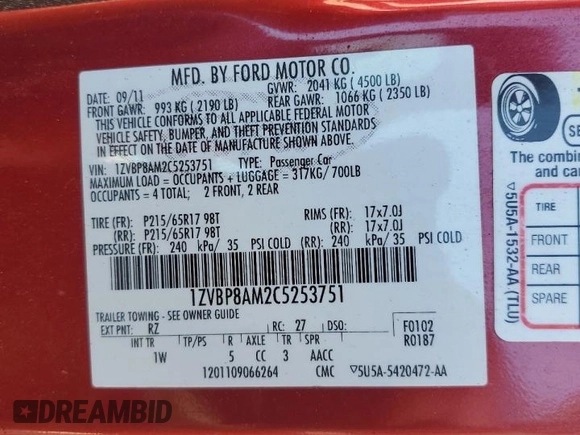 MFD. BY FORD MOTOR CO.
DATE: 09/11
GVWR: 2041 KG ( 4500 LB)
FRONT GAWR: 993 KG ( 2190 LB)
REAR GAWR: 1066 KG ( 2350 LB)
THIS VEHICLE CONFORMS TO ALL APPLICABLE FEDERAL MOTOR
VEHICLE SAFETY, BUMPER, AND THEFT PREVENTION STANDARDS
IN EFFECT ON THE DATE OF MANUFACTURE SHOWN ABOVE.
VIN: 1ZVBP8AM2C5253751 TYPE: Passenger Car
MAXIMUM LOAD = OCCUPANTS + LUGGAGE = 317KG/ 700LB
OCCUPANTS = 4 TOTAL; 2 FRONT, 2 REAR
TIRE (FR): P215/65R17 98T RIMS (FR): 17x7.0J
(RR): P215/65R17 98T (RR): 17x7.0J
PRESSURE (FR): 240 kPa/ 35 PSI COLD (RR): 240 kPa/ 35 PSI COLD
1ZVBP8AM2C5253751
TRAILER TOWING - SEE OWNER GUIDE
EXT PNT: RZ RC: 27 DSO: F0102
R0187
INT TR TP/PS R AXLE TR SPR
1W 5 CC 3 AACC
1201109066264 CMC ▽5U5A-5420472-AA
SE
The combin
and car
TIRE
FRONT
REAR
SPARE
▽5U5A-1532-AA (TLU)
DREAMBID